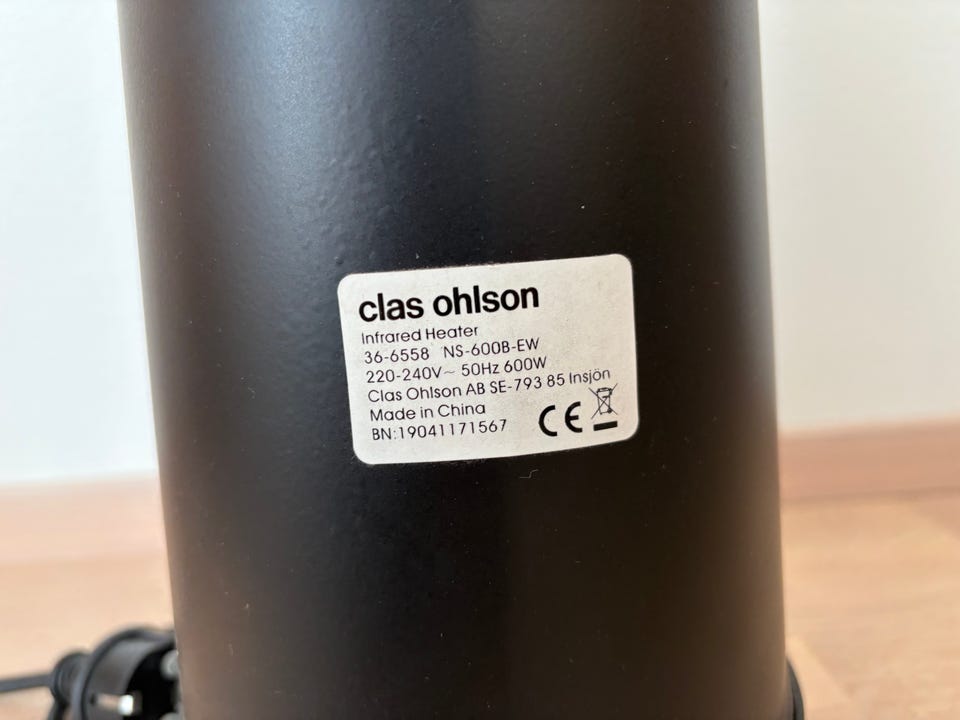 clas ohlson
Infrared Heater
36-6558 NS-600B-EW
220-240V~ 50Hz 600W
Clas Ohlson AB SE-793 85 Insjön
Made in China
BN:19041171567 CE